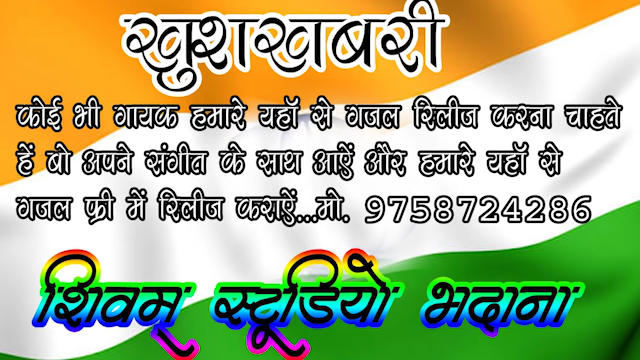 खुशखबरी
कोई भी गायक हमारे यहॉ से गजल रिलीज करना चाहते
हें बो अपने संगीत के साथ आऐं और हमारे यहॉ से
गजल फ्री में रिलीज कराऐं...मो. 9758724286
शिवम् स्टूडियो भदाना